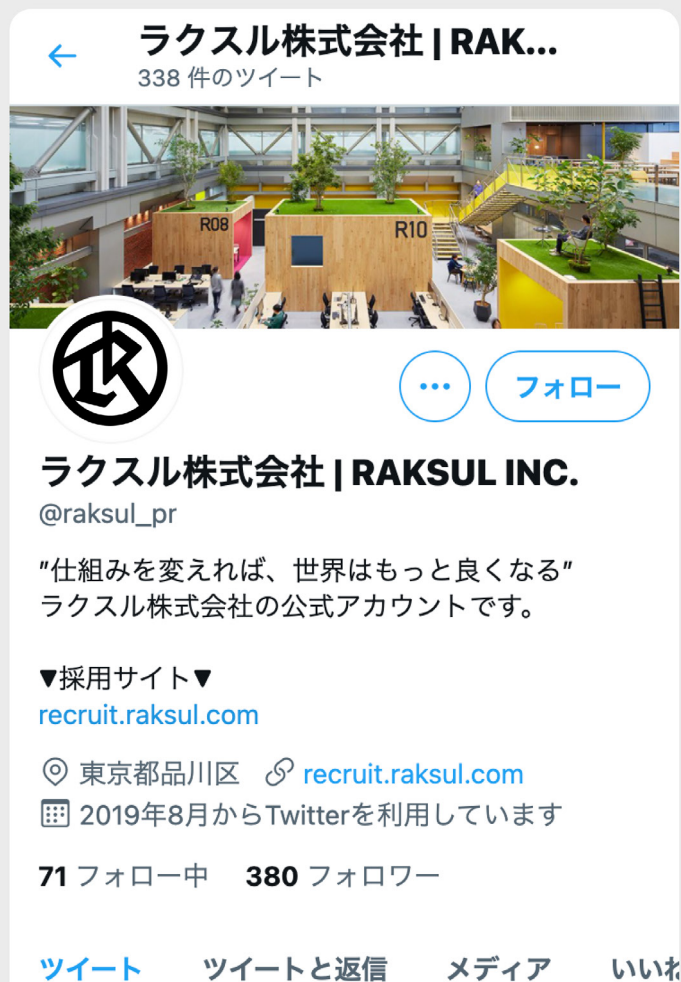 ラクスル株式会社 | RAK...
338 件のツイート
R08
R10
フォロー
ラクスル株式会社 | RAKSUL INC.
@raksul_pr
"仕組みを変えれば、世界はもっと良くなる"
ラクスル株式会社の公式アカウントです。
▼採用サイト▼
recruit.raksul.com
東京都品川区 recruit.raksul.com
2019年8月からTwitterを利用しています
71 フォロー中 380 フォロワー
ツイート ツイートと返信 メディア いいね